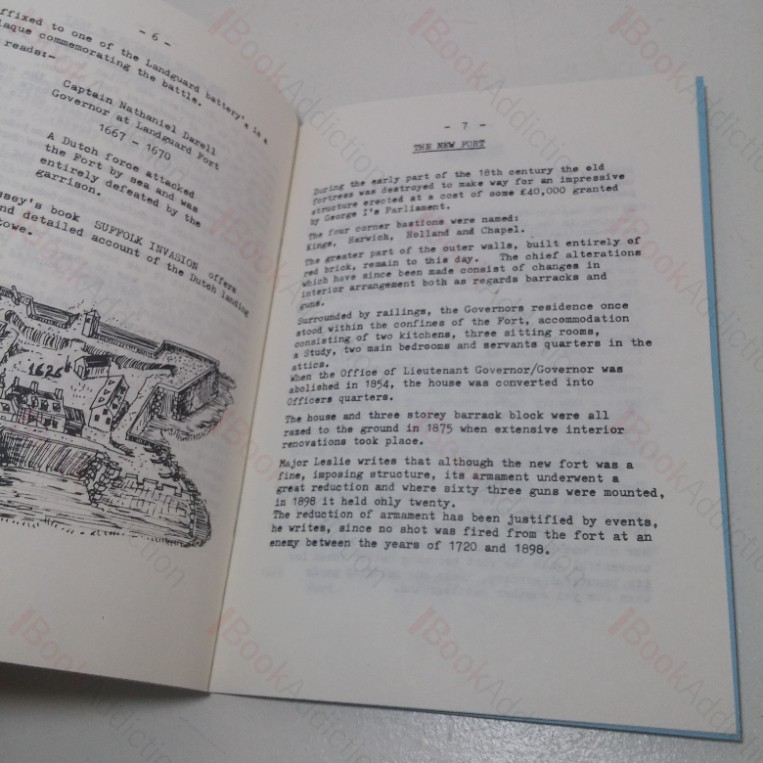 - 6 -
ffixed to one of the Landguard battery's is a
laque commemorating the battle.
reads:-
Captain Nathaniel Darell
Governor at Landguard Fort
1667 - 1670
A Dutch force attacked
the Fort by sea and was
entirely defeated by the
garrison.
ssey's book SUFFOLK INVASION offers
nd detailed account of the Dutch landing
towe.
1626
- 7 -
THE NEW FORT
During the early part of the 18th century the old
fortress was destroyed to make way for an impressive
structure erected at a cost of some £40,000 granted
by George I's Parliament.
The four corner bastions were named:
Kings, Harwich, Holland and Chapel.
The greater part of the outer walls, built entirely of
red brick, remain to this day. The chief alterations
which have since been made consist of changes in
interior arrangement both as regards barracks and
guns.
Surrounded by railings, the Governors residence once
stood within the confines of the Fort, accommodation
consisting of two kitchens, three sitting rooms,
a Study, two main bedrooms and servants quarters in the
attics.
When the Office of Lieutenant Governor/Governor was
abolished in 1854, the house was converted into
Officers quarters.
The house and three storey barrack block were all
razed to the ground in 1875 when extensive interior
renovations took place.
Major Leslie writes that although the new fort was a
fine, imposing structure, its armament underwent a
great reduction and where sixty three guns were mounted,
in 1898 it held ohly twenty.
The reduction of armament has been justified by events,
he writes, since no shot was fired from the fort at an
enemy between the years of 1720 and 1898.
BookAddiction